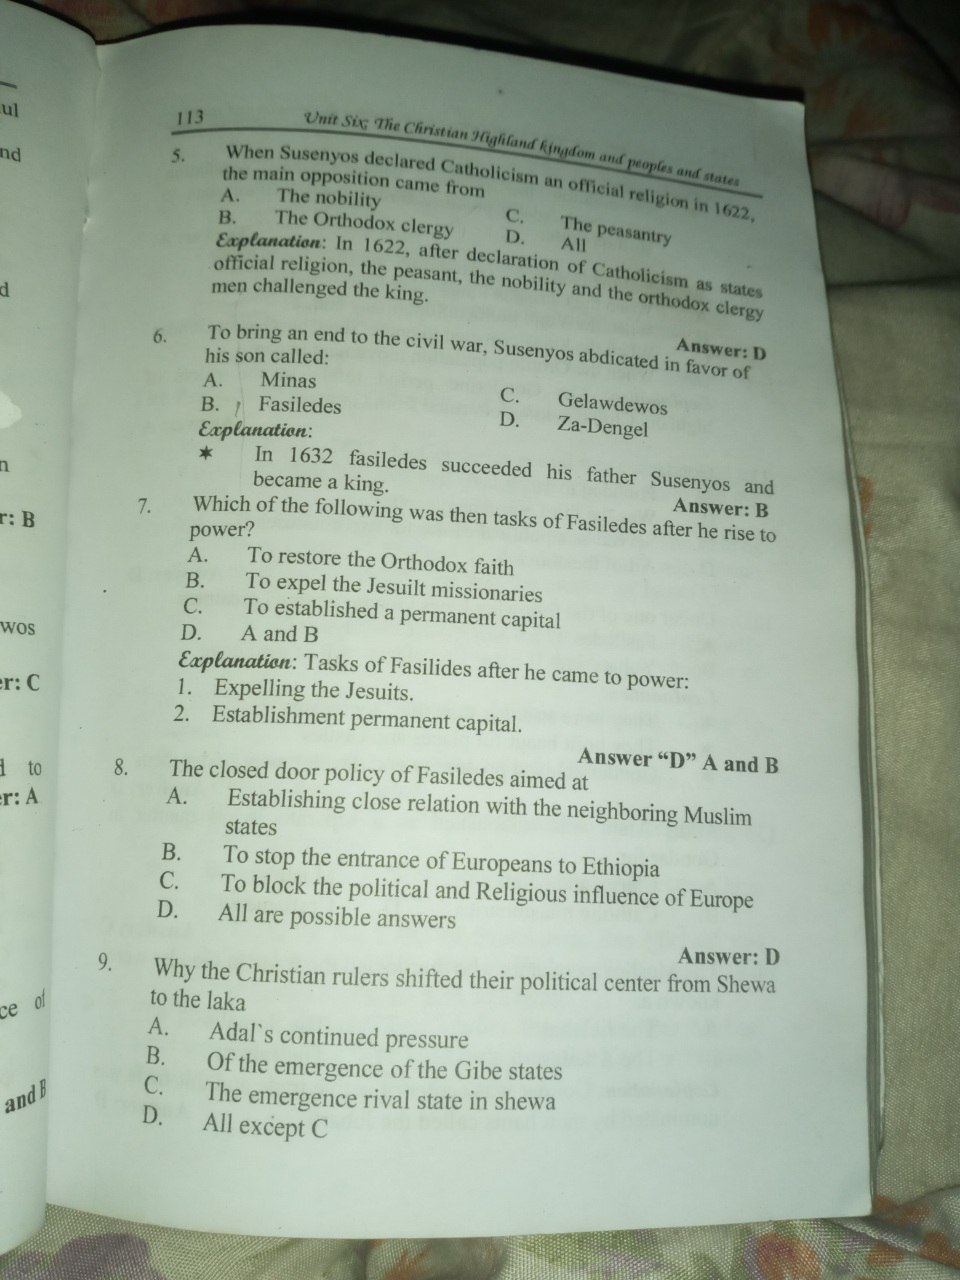 ul
nd
d
n
r: B
wos
er: C
d to
er: A
ce of
and B
113 Unit Six; The Christian Highland kingdom and peoples and states
5. When Susenyos declared Catholicism an official religion in 1622,
the main opposition came from
A. The nobility
B. The Orthodox clergy
C. The peasantry
D. All
Explanation: In 1622, after declaration of Catholicism as states
official religion, the peasant, the nobility and the orthodox clergy
men challenged the king.
Answer: D
6. To bring an end to the civil war, Susenyos abdicated in favor of
his son called:
A. Minas
B. Fasiledes
C. Gelawdewos
D. Za-Dengel
Explanation:
✶ In 1632 fasiledes succeeded his father Susenyos and
became a king.
Answer: B
7. Which of the following was then tasks of Fasiledes after he rise to
power?
A. To restore the Orthodox faith
B. To expel the Jesuilt missionaries
C. To established a permanent capital
D. A and B
Explanation: Tasks of Fasilides after he came to power:
1. Expelling the Jesuits.
2. Establishment permanent capital.
Answer “D” A and B
8. The closed door policy of Fasiledes aimed at
A. Establishing close relation with the neighboring Muslim
states
B. To stop the entrance of Europeans to Ethiopia
C. To block the political and Religious influence of Europe
D. All are possible answers
Answer: D
9. Why the Christian rulers shifted their political center from Shewa
to the laka
A. Adal`s continued pressure
B. Of the emergence of the Gibe states
C. The emergence rival state in shewa
D. All except C